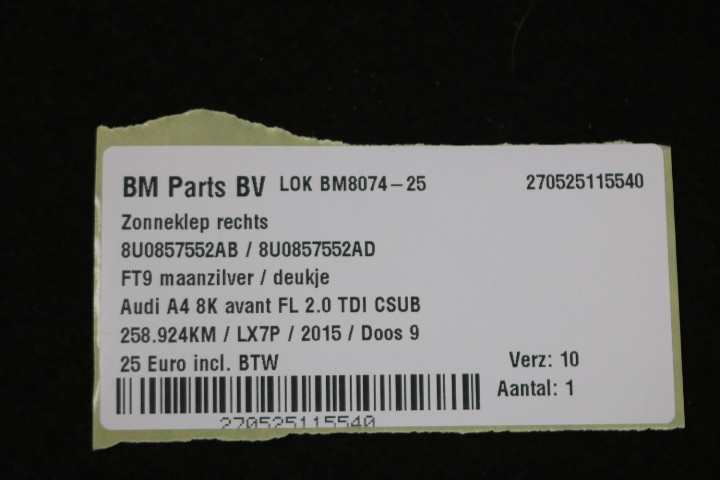 BM Parts BV LOK BM8074-25 270525115540
Zonneklep rechts
8U0857552AB / 8U0857552AD
FT9 maanzilver / deukje
Audi A4 8K avant FL 2.0 TDI CSUB
258.924KM / LX7P / 2015 / Doos 9
25 Euro incl. BTW Verz: 10
Aantal: 1
270525115540